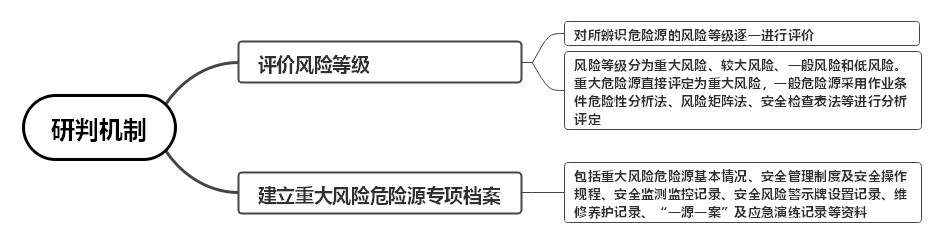 研判机制
评价风险等级
对所辨识危险源的风险等级逐一进行评价
风险等级分为重大风险、较大风险、一般风险和低风险。
重大危险源直接评定为重大风险，一般危险源采用作业条
件危险性分析法、风险矩阵法、安全检查表法等进行分析
评定
建立重大风险危险源专项档案
包括重大风险危险源基本情况、安全管理制度及安全操作
规程、安全监测监控记录、安全风险警示牌设置记录、维
修养护记录、“一源一案”及应急演练记录等资料